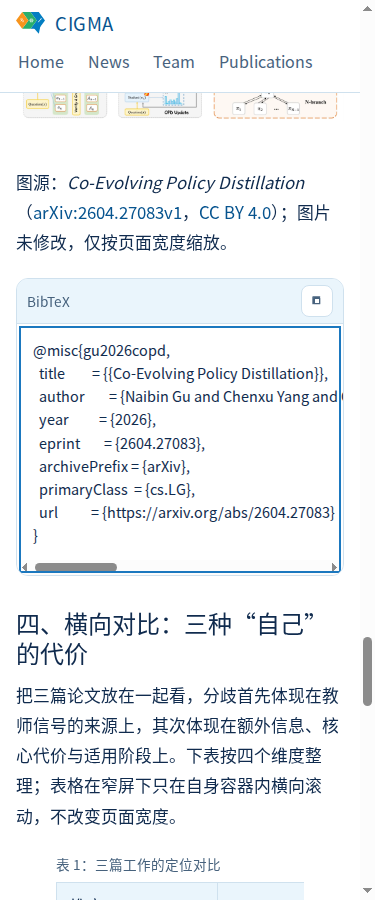 CIGMA
Home News Team Publications
N-branch
OPD Update
图源：Co-Evolving Policy Distillation
（arXiv:2604.27083v1，CC BY 4.0）；图片
未修改，仅按页面宽度缩放。
BibTeX
@misc{gu2026copd,
title = {{Co-Evolving Policy Distillation}},
author = {Naibin Gu and Chenxu Yang and
year = {2026},
eprint = {2604.27083},
archivePrefix = {arXiv},
primaryClass = {cs.LG},
url = {https://arxiv.org/abs/2604.27083}
}
四、横向对比：三种“自己”
的代价
把三篇论文放在一起看，分歧首先体现在教
师信号的来源上，其次体现在额外信息、核
心代价与适用阶段上。下表按四个维度整
理；表格在窄屏下只在自身容器内横向滚
动，不改变页面宽度。
表 1：三篇工作的定位对比